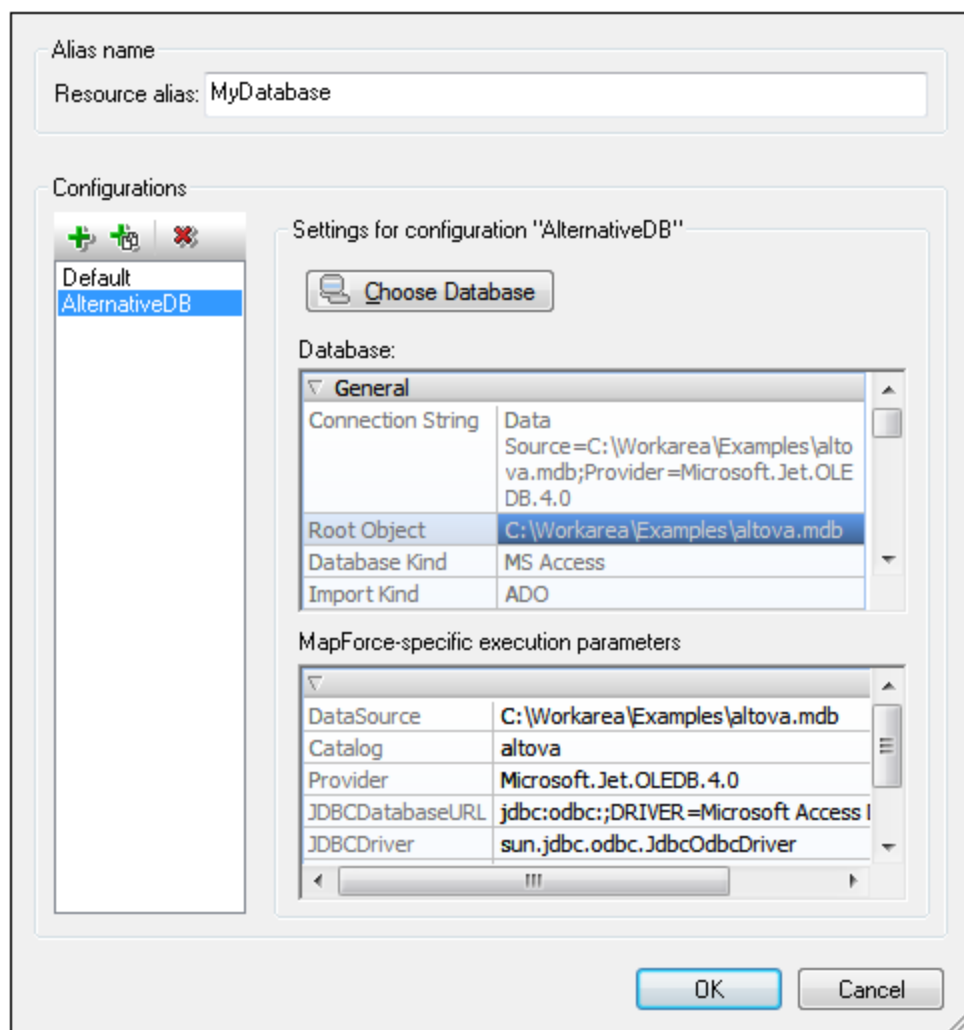 Alias name
Resource alias: MyDatabase
Configurations
Default
AlternativeDB
Settings for configuration "AlternativeDB"
Choose Database
Database:
General
Connection String Data
Source=C:\Workarea\Examples\alto
va.mdb;Provider=Microsoft.Jet.OLE
DB.4.0
Root Object C:\Workarea\Examples\altova.mdb
Database Kind MS Access
Import Kind ADO
MapForce-specific execution parameters
DataSource C:\Workarea\Examples\altova.mdb
Catalog altova
Provider Microsoft.Jet.OLEDB.4.0
JDBCDatabaseURL jdbc:odbc:;DRIVER=Microsoft Access
JDBCDriver sun.jdbc.odbc.JdbcOdbcDriver
OK Cancel